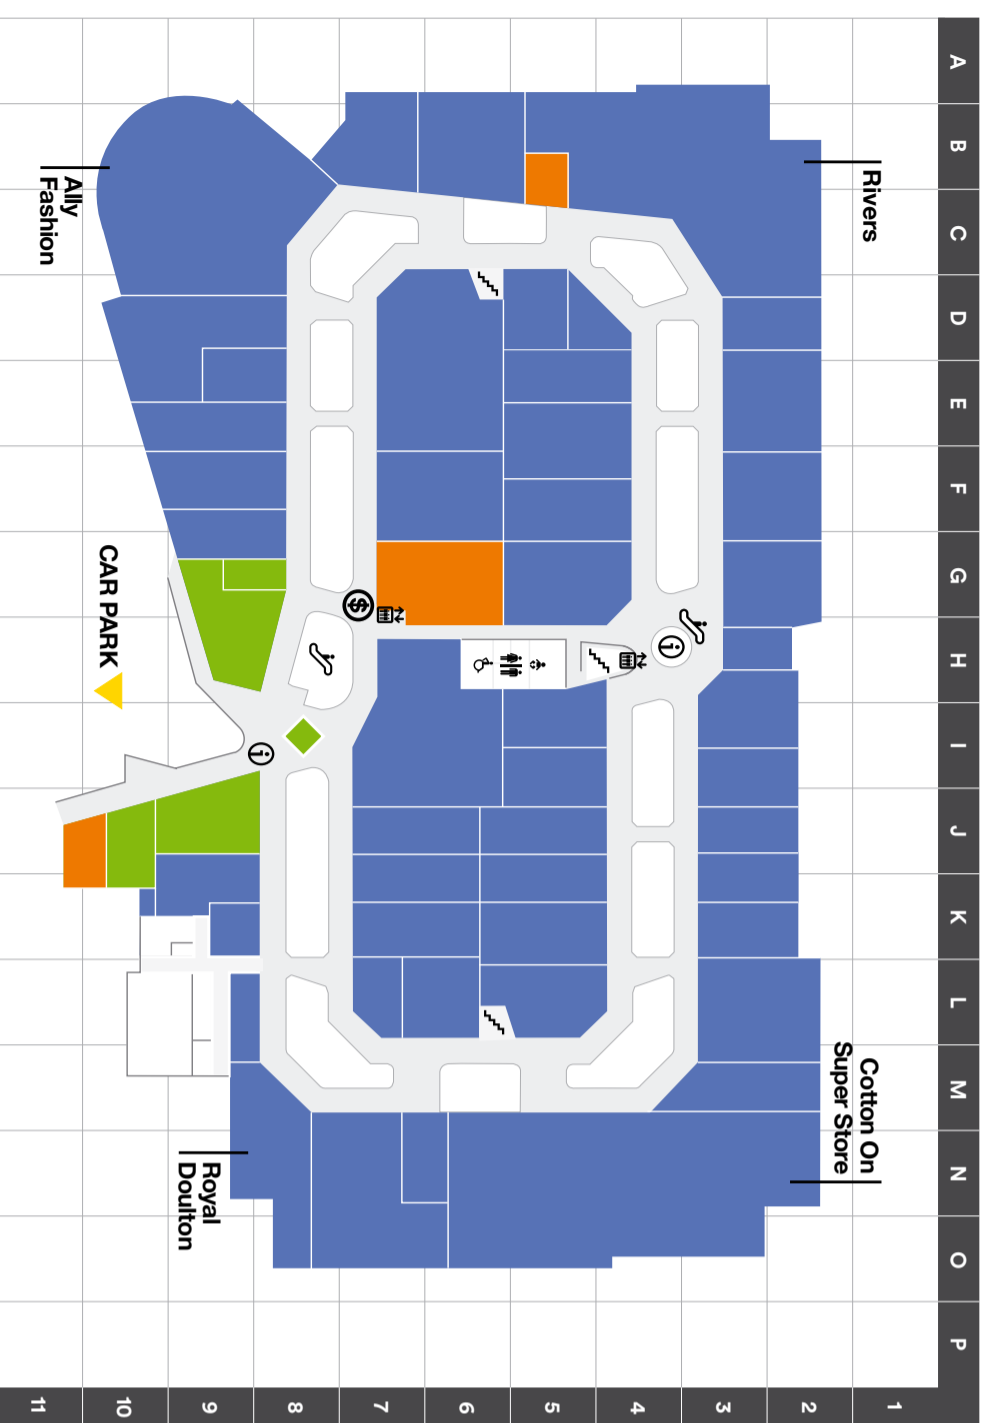 A
B
C
D
E
F
G
H
I
J
K
L
M
N
O
P
1
2
3
4
5
6
7
8
9
10
11
Rivers
Cotton On
Super Store
Ally
Fashion
CAR PARK
Royal
Doulton
$
i
i